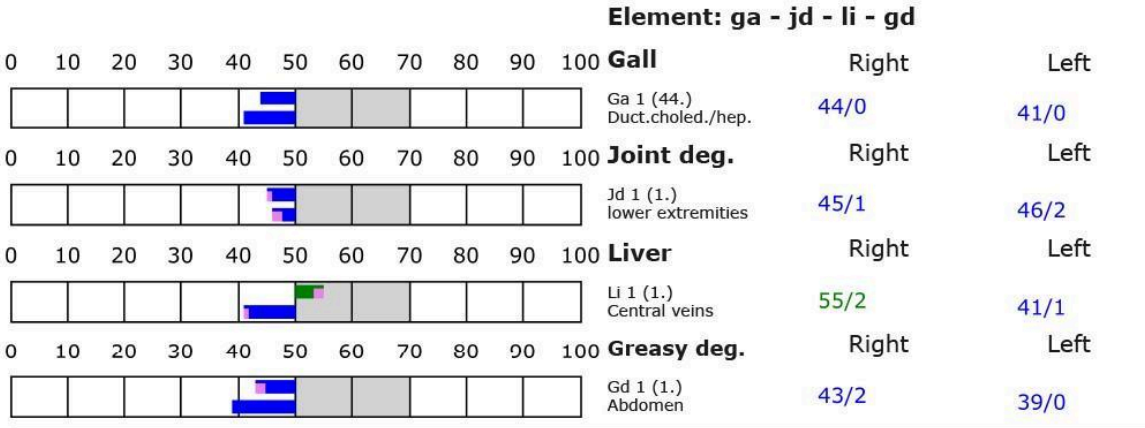 Element: ga - jd - li - gd
0 10 20 30 40 50 60 70 80 90 100 Gall Right Left
Ga 1 (44.) 44/0 41/0
Duct.choled./hep.
0 10 20 30 40 50 60 70 80 90 100 Joint deg. Right Left
Jd 1 (1.) 45/1 46/2
lower extremities
0 10 20 30 40 50 60 70 80 90 100 Liver Right Left
Li 1 (1.) 55/2 41/1
Central veins
0 10 20 30 40 50 60 70 80 90 100 Greasy deg. Right Left
Gd 1 (1.) 43/2 39/0
Abdomen